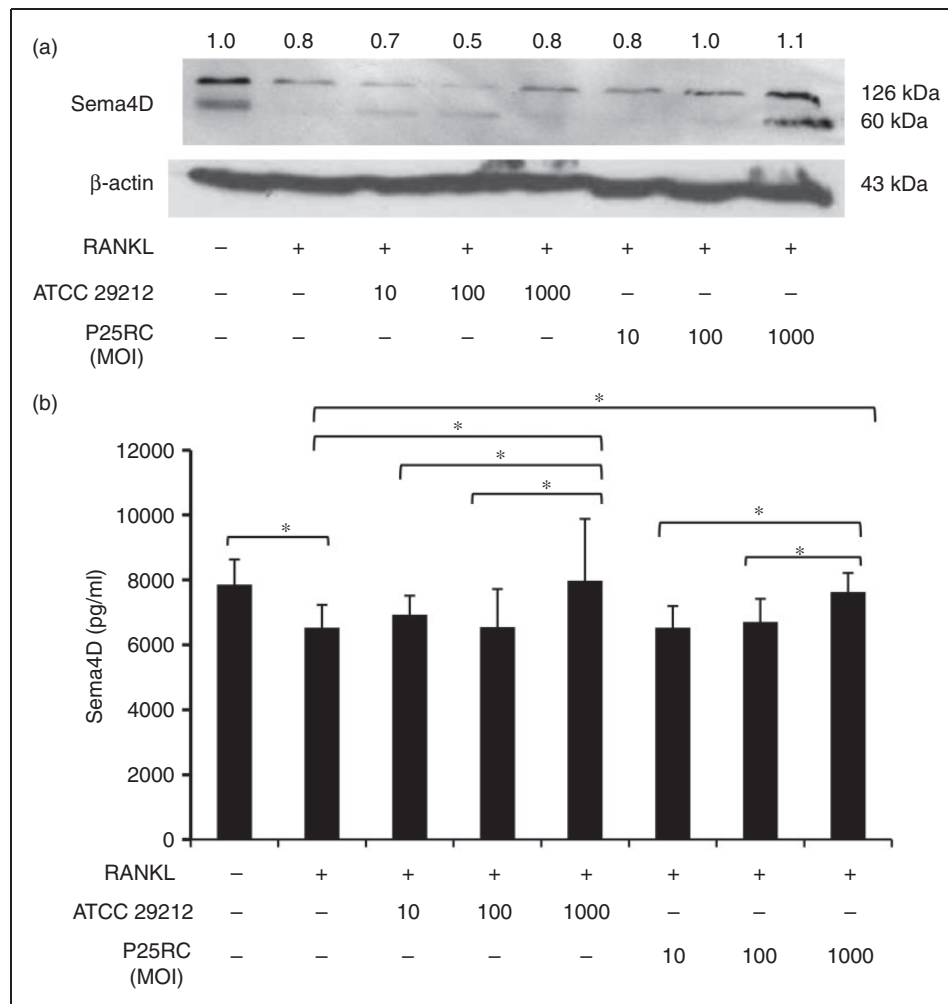 (a)
1.0 0.8 0.7 0.5 0.8 0.8 1.0 1.1
Sema4D
126 kDa
60 kDa
β-actin
43 kDa
RANKL – + + + + + + +
ATCC 29212 – – 10 100 1000 – – –
P25RC – – – – – 10 100 1000
(MOI)
(b)
*
*
*
*
*
*
*
12000
10000
8000
6000
4000
2000
0
Sema4D (pg/ml)
RANKL – + + + + + + +
ATCC 29212 – – 10 100 1000 – – –
P25RC – – – – – 10 100 1000
(MOI)